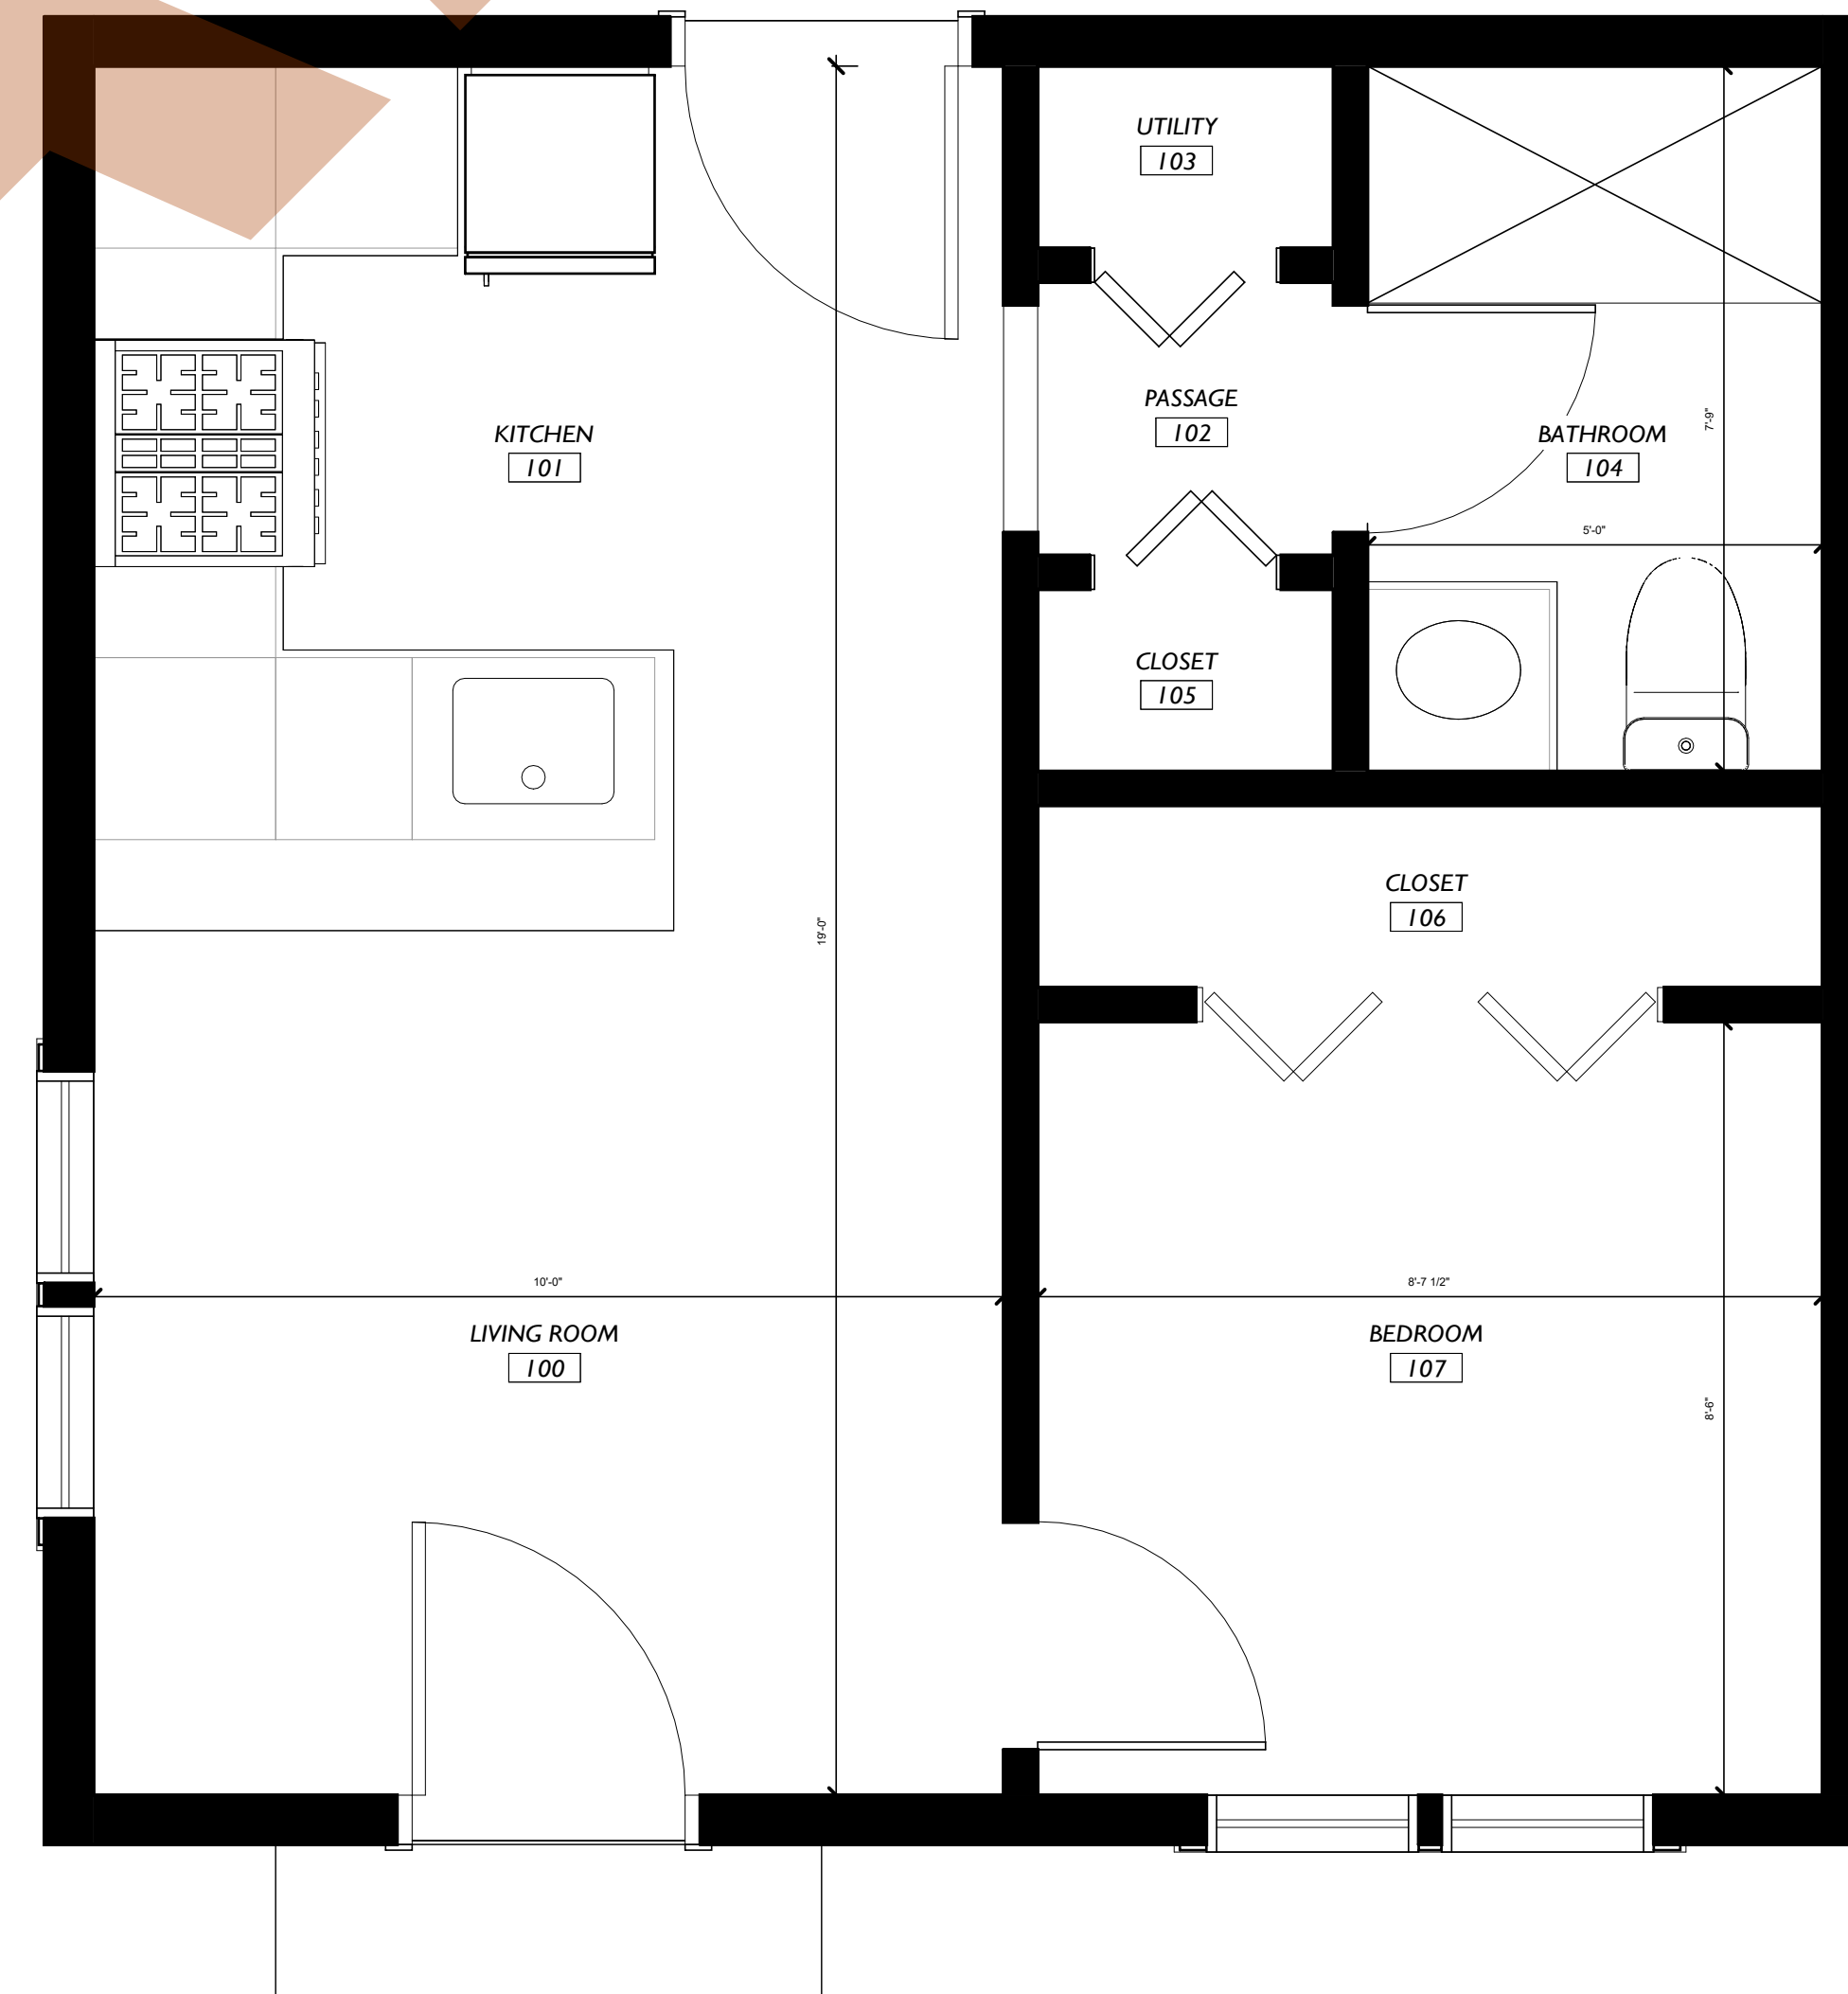 UTILITY
103
PASSAGE
102
KITCHEN
101
BATHROOM
104
7'-9"
5'-0"
CLOSET
105
CLOSET
106
19'-0"
10'-0"
8'-7 1/2"
LIVING ROOM
100
BEDROOM
107
8'-6"